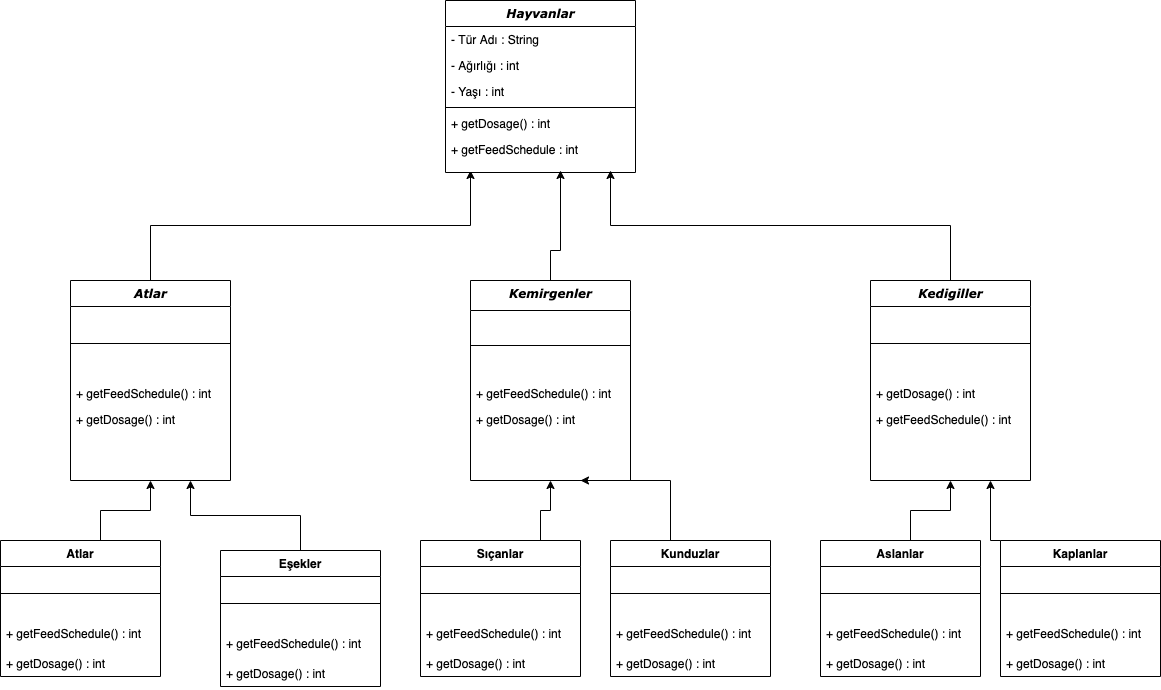 Hayvanlar
- Tür Adı : String
- Ağırlığı : int
- Yaşı : int
+ getDosage() : int
+ getFeedSchedule : int
Atlar
+ getFeedSchedule() : int
+ getDosage() : int
Kemirgenler
+ getFeedSchedule() : int
+ getDosage() : int
Kedigiller
+ getDosage() : int
+ getFeedSchedule() : int
Atlar
+ getFeedSchedule() : int
+ getDosage() : int
Eşekler
+ getFeedSchedule() : int
+ getDosage() : int
Sıçanlar
+ getFeedSchedule() : int
+ getDosage() : int
Kunduzlar
+ getFeedSchedule() : int
+ getDosage() : int
Aslanlar
+ getFeedSchedule() : int
+ getDosage() : int
Kaplanlar
+ getFeedSchedule() : int
+ getDosage() : int